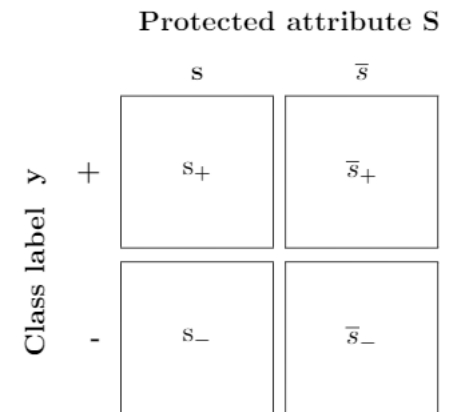 Protected attribute S
s s̅
Class label y
+ s₊ s̅₊
- s₋ s̅₋